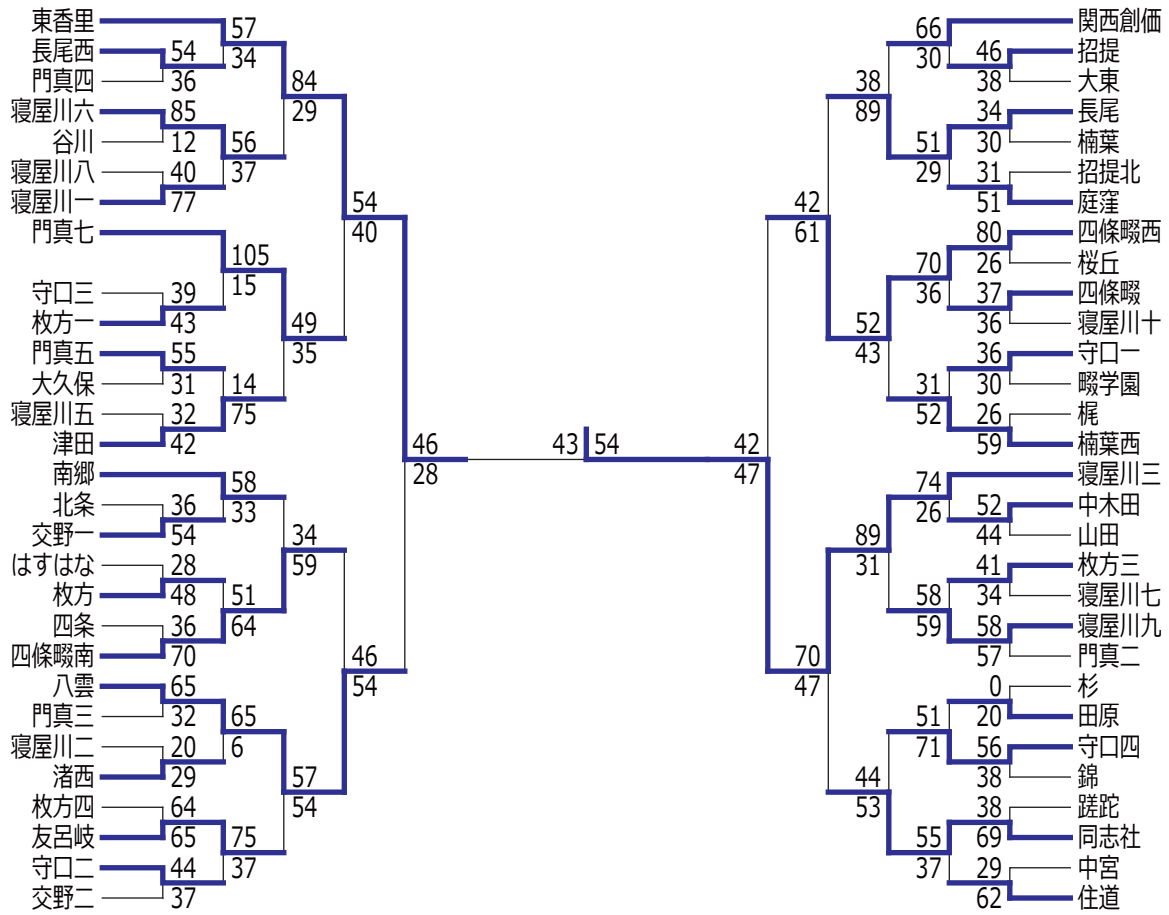 東香里
長尾西
門真四
寝屋川六
谷川
寝屋川八
寝屋川一
門真七
守口三
枚方一
門真五
大久保
寝屋川五
津田
南郷
北条
交野一
はすはな
枚方
四条
四條畷南
八雲
門真三
寝屋川二
渚西
枚方四
友呂岐
守口二
交野二
54
36
85
12
40
77
39
43
55
31
32
42
36
54
28
48
36
70
65
32
20
29
64
65
44
37
57
34
56
37
105
15
14
75
58
33
51
64
65
6
75
37
84
29
49
35
34
59
57
54
54
40
46
54
46
28
43
54
42
47
42
61
70
47
38
89
52
43
89
31
44
53
66
30
51
29
70
36
31
52
74
26
58
59
51
71
55
37
46
38
34
30
31
51
80
26
37
36
36
30
26
59
52
44
41
34
58
57
0
20
56
38
38
69
29
62
関西創価
招提
大東
長尾
楠葉
招提北
庭窪
四條畷西
桜丘
四條畷
寝屋川十
守口一
畷学園
梶
楠葉西
寝屋川三
中木田
山田
枚方三
寝屋川七
寝屋川九
門真二
杉
田原
守口四
錦
蹉跎
同志社
中宮
住道